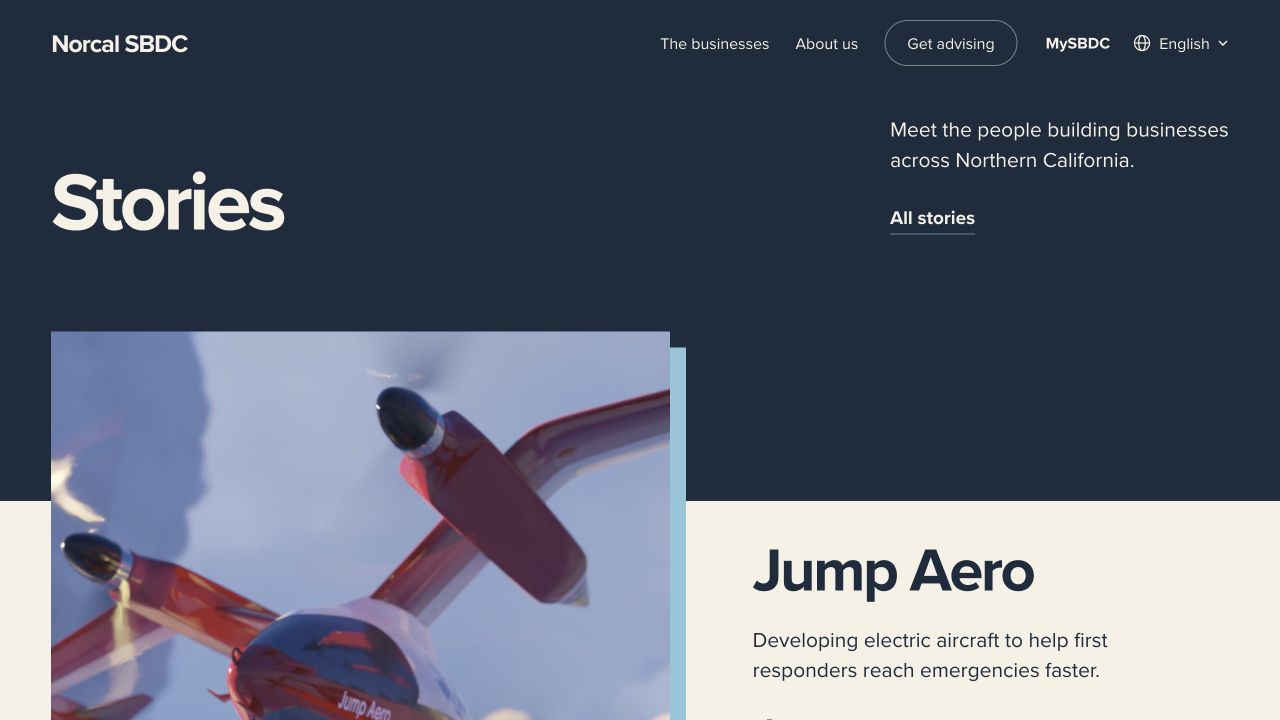 Norcal SBDC
The businesses
About us
Get advising
MySBDC
English
Meet the people building businesses
across Northern California.
Stories
All stories
Jump Aero
Developing electric aircraft to help first
responders reach emergencies faster.
Jump Aero